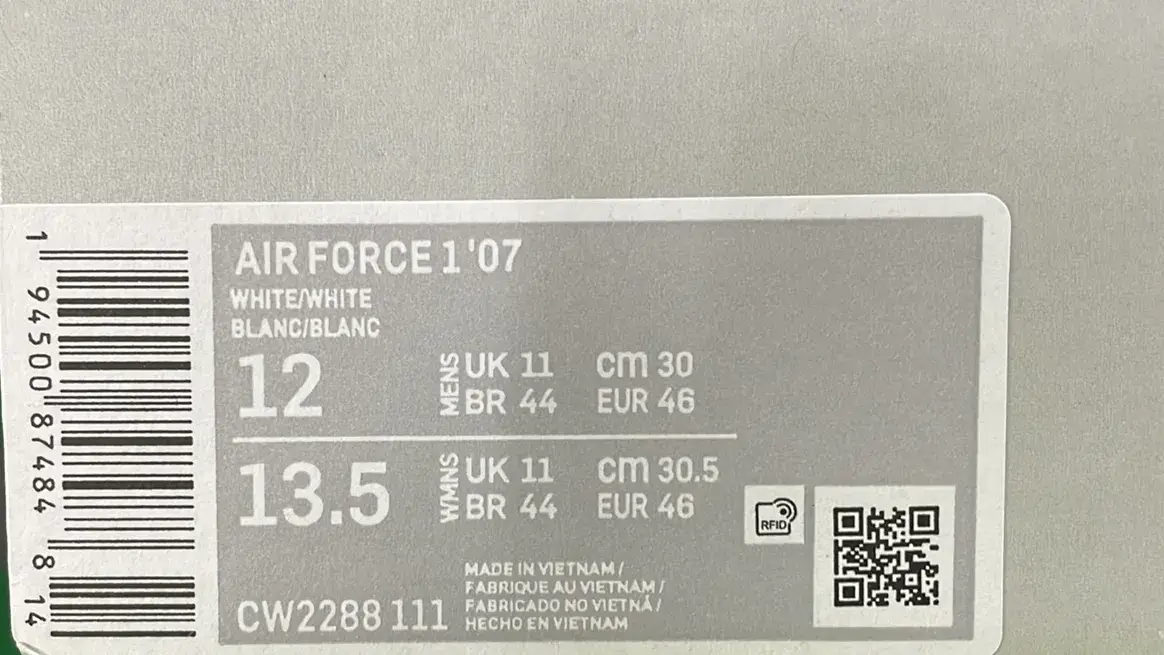 AIR FORCE 1 '07
WHITE/WHITE
BLANC/BLANC
12 MENS UK 11 cm 30
BR 44 EUR 46
13.5 WMNS UK 11 cm 30.5
BR 44 EUR 46
RFID
MADE IN VIETNAM /
FABRIQUE AU VIETNAM /
FABRICADO NO VIETNÃ /
HECHO EN VIETNAM
CW2288 111
1 94500 87484 8 14